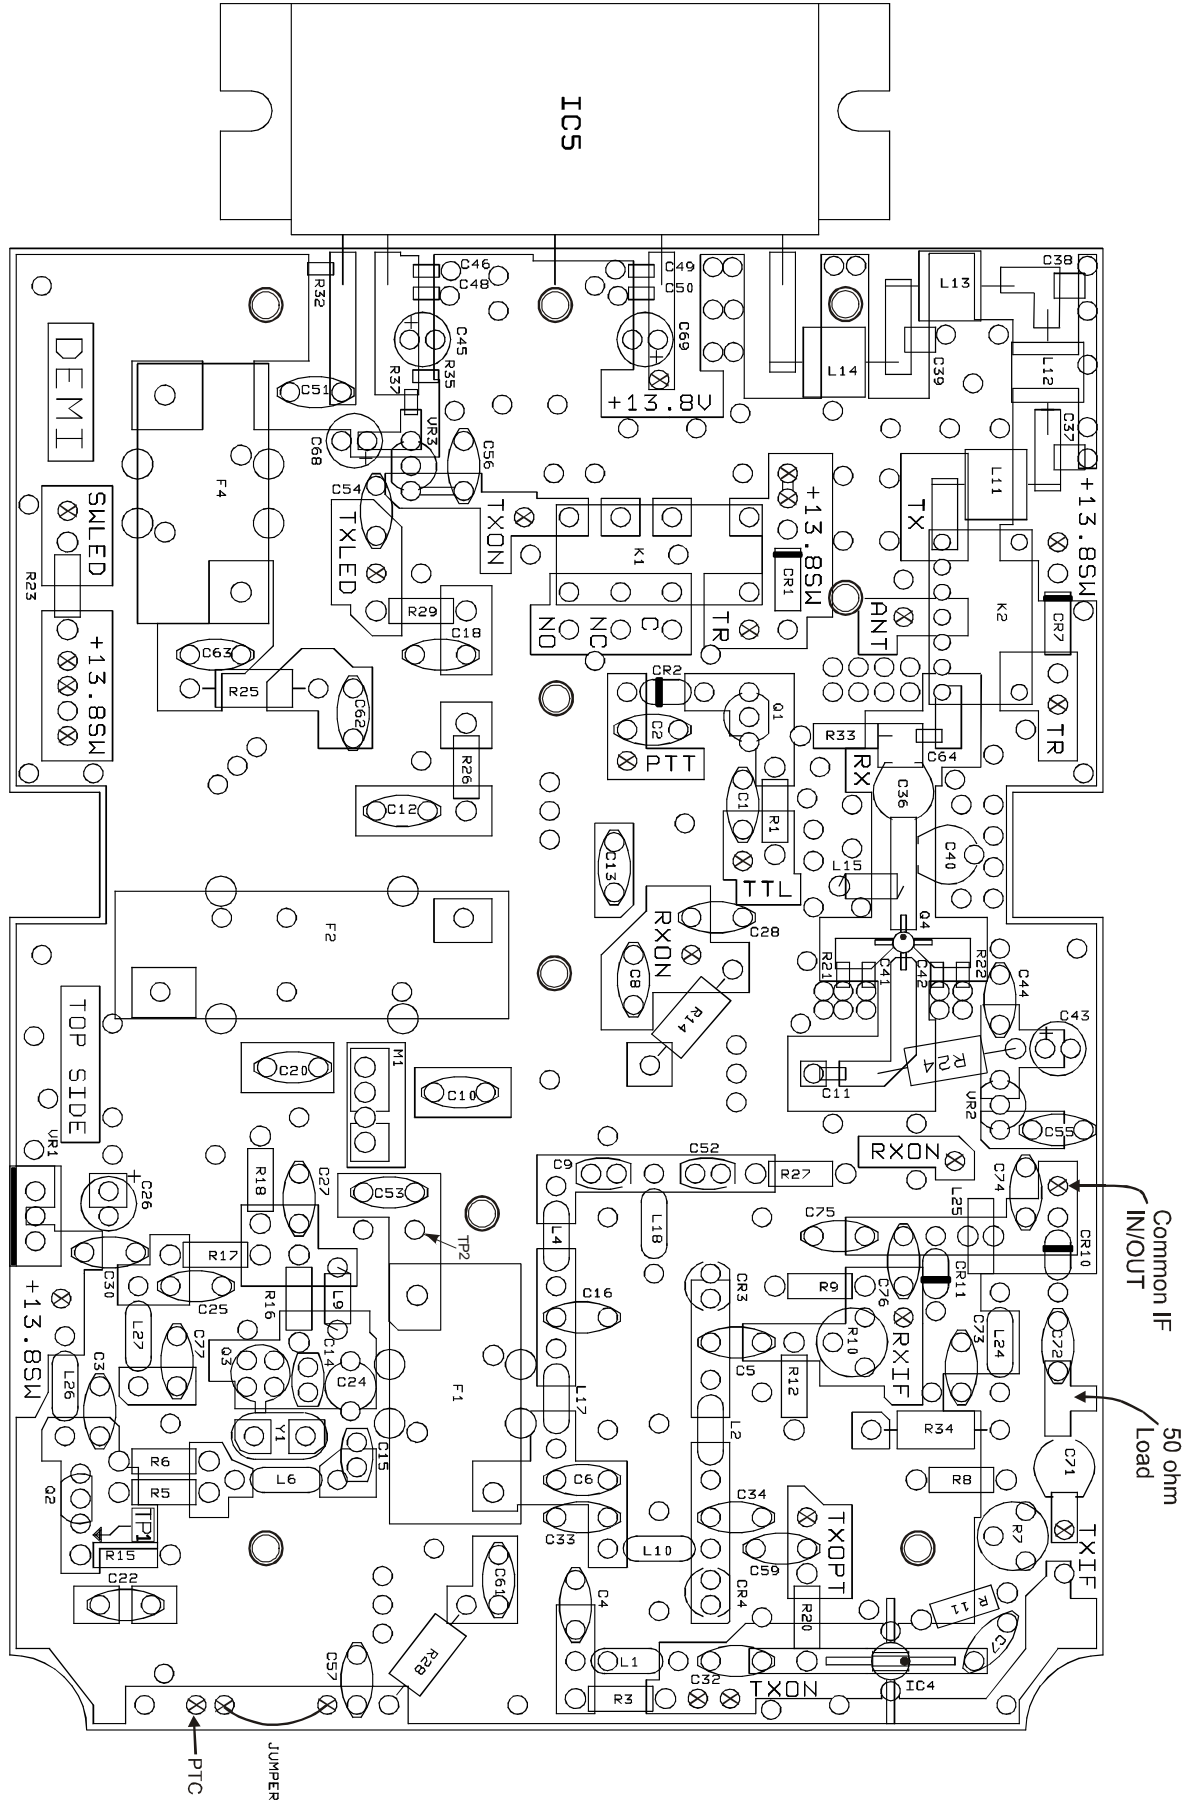 IC5
C38
L13
C46
C48
C49
C50
R32
C45
C69
L14
C39
L12
DEMI
R35
R37
C51
+13.8V
C37
VR3
C68
C56
L11
+13.8SW
F4
C54
TXON
+13.8SW
TX
SWLED
TXLED
K1
CR1
K2
CR7
R23
R29
ANT
+13.8SW
C18
NO
NC
C
TR
C63
CR2
R25
C62
C2
Q1
R33
TR
PTT
RX
C64
R26
C36
C12
C1
R1
C40
C13
L15
TTL
F2
RXON
C28
Q4
C8
R21
C41
C42
R22
C44
TOP SIDE
R14
C43
M1
R24
C20
C10
C11
VR2
C55
VR1
RXON
C9
C52
R27
C74
C26
R18
C27
C53
L25
Common IF
IN/OUT
L4
L18
C75
TP2
R17
C30
CR10
C25
R16
L9
CR3
R9
C76
CR11
C16
+13.8SW
L27
C77
Q3
C14
C5
R10
RXIF
C73
L24
C72
L26
C31
C24
F1
L17
R12
50 ohm
Load
Y1
C15
L2
R34
R6
L6
C6
R8
C71
Q2
R5
TP1
C33
C34
TXOPT
R7
TXIF
R15
L10
C59
C22
C61
C4
CR4
R20
R11
C7
C57
R28
L1
C32
TXON
IC4
R3
PTC
JUMPER